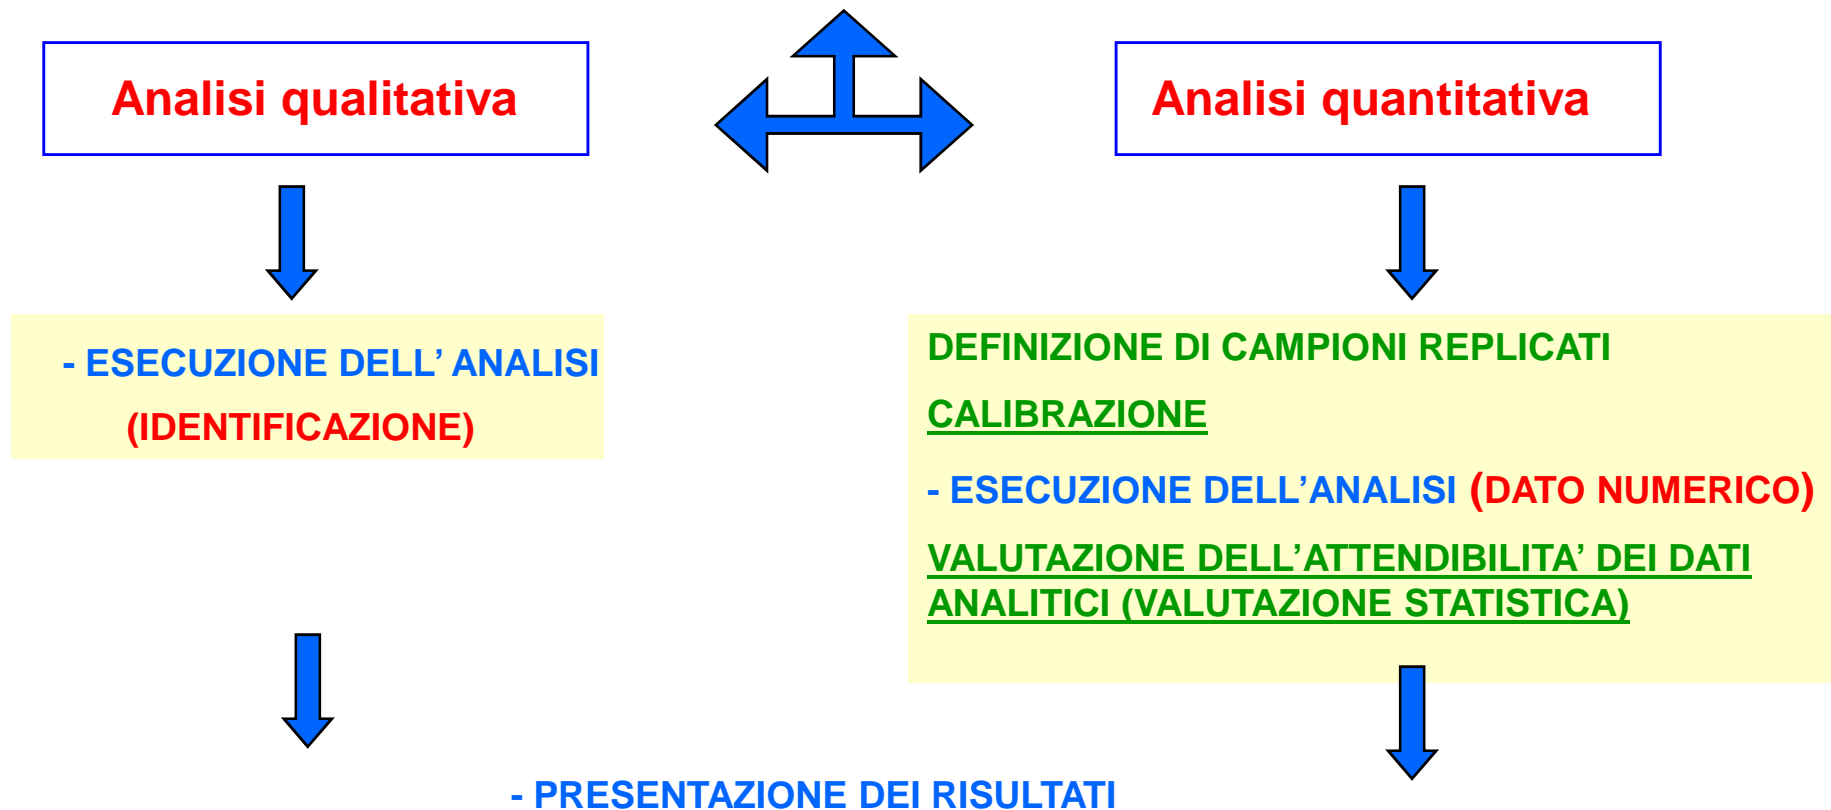 Analisi qualitativa
Analisi quantitativa
- ESECUZIONE DELL’ ANALISI
(IDENTIFICAZIONE)
DEFINIZIONE DI CAMPIONI REPLICATI
CALIBRAZIONE
- ESECUZIONE DELL’ANALISI (DATO NUMERICO)
VALUTAZIONE DELL’ATTENDIBILITA’ DEI DATI
ANALITICI (VALUTAZIONE STATISTICA)
- PRESENTAZIONE DEI RISULTATI